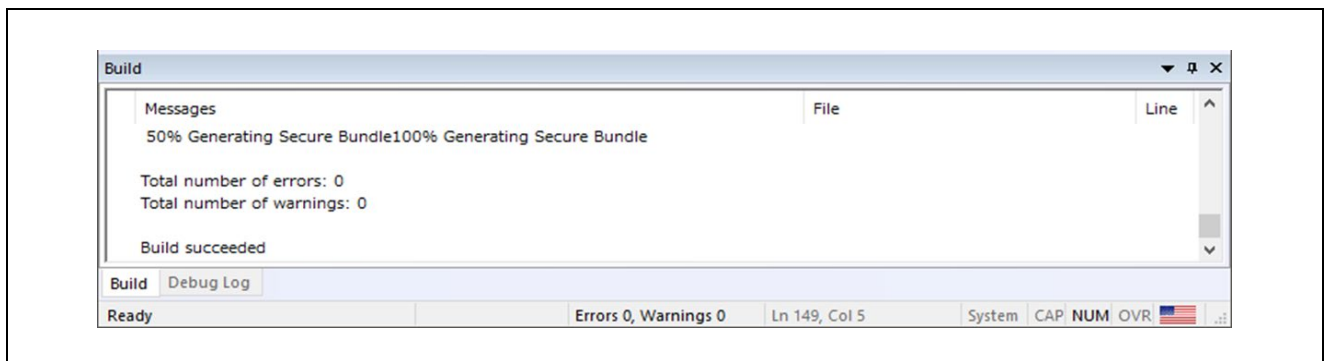 Build
Messages File Line
50% Generating Secure Bundle100% Generating Secure Bundle
Total number of errors: 0
Total number of warnings: 0
Build succeeded
Build Debug Log
Ready Errors 0, Warnings 0 Ln 149, Col 5 System CAP NUM OVR